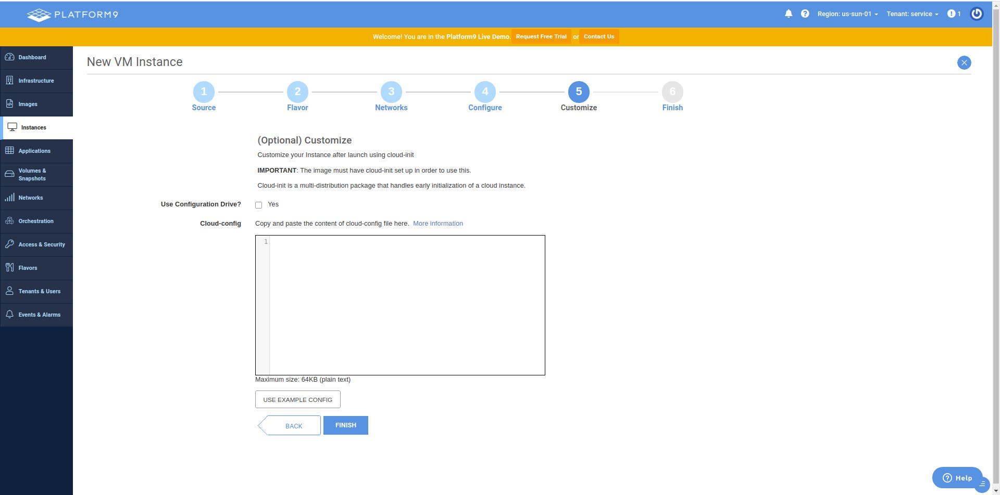 PLATFORM9
Region: us-sun-01
Tenant: service
1
Welcome! You are in the Platform9 Live Demo. Request Free Trial or Contact Us
Dashboard
Infrastructure
Images
Instances
Applications
Volumes &
Snapshots
Networks
Orchestration
Access & Security
Flavors
Tenants & Users
Events & Alarms
New VM Instance
1 2 3 4 5 6
Source Flavor Networks Configure Customize Finish
(Optional) Customize
Customize your Instance after launch using cloud-init
IMPORTANT: The image must have cloud-init set up in order to use this.
Cloud-init is a multi-distribution package that handles early initialization of a cloud instance.
Use Configuration Drive? Yes
Cloud-config Copy and paste the content of cloud-config file here. More information
1
Maximum size: 64KB (plain text)
USE EXAMPLE CONFIG
BACK FINISH
Help